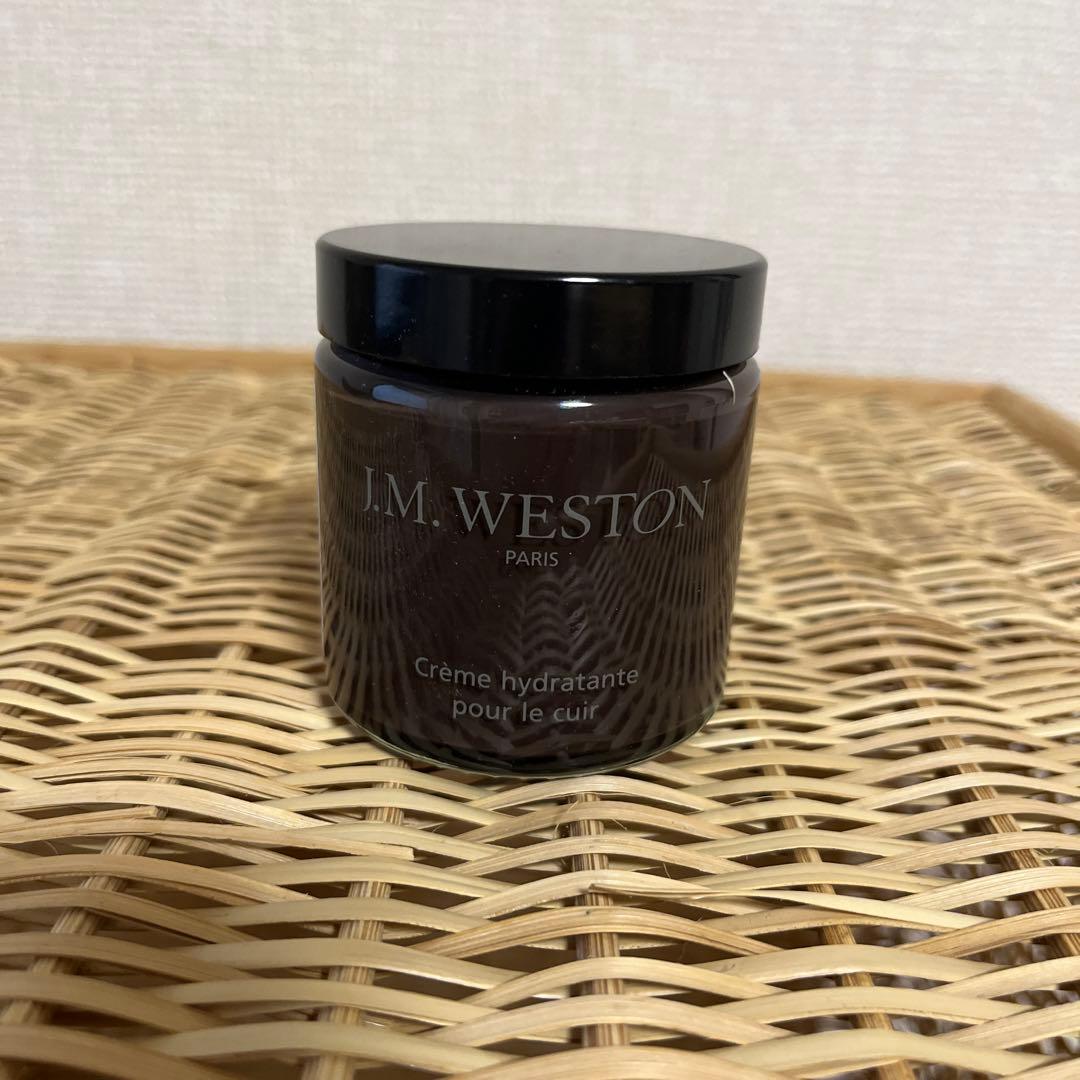 J.M. WESTON
PARIS
Crème hydratante
pour le cuir